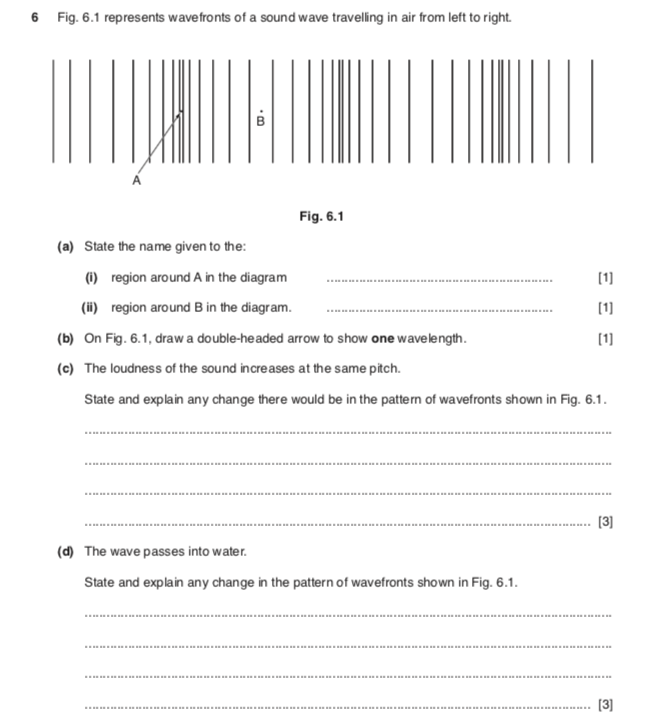 6 Fig. 6.1 represents wavefronts of a sound wave travelling in air from left to right.
B
A
Fig. 6.1
(a) State the name given to the:
(i) region around A in the diagram ........................................................ [1]
(ii) region around B in the diagram. ........................................................ [1]
(b) On Fig. 6.1, draw a double-headed arrow to show one wavelength. [1]
(c) The loudness of the sound increases at the same pitch.
State and explain any change there would be in the pattern of wavefronts shown in Fig. 6.1.
[3]
(d) The wave passes into water.
State and explain any change in the pattern of wavefronts shown in Fig. 6.1.
[3]